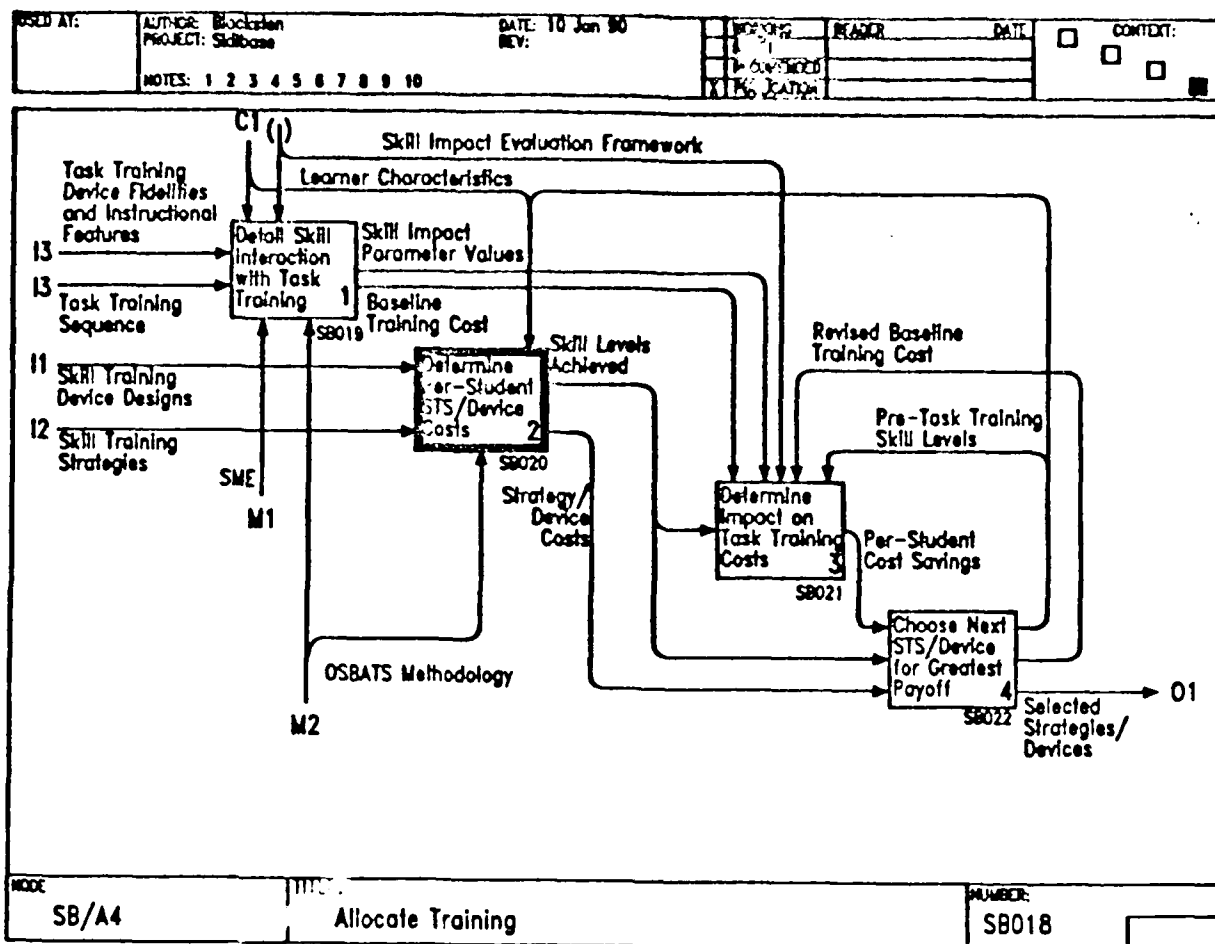 USED AT:
AUTHOR: Blacksten
PROJECT: Skillbase
DATE: 10 Jan 90
REV:
NOTES: 1 2 3 4 5 6 7 8 9 10
WORKING
READER
DATE
CONTEXT:
X PUBLICATION
C1
()
Skill Impact Evaluation Framework
Learner Characteristics
Task Training
Device Fidelities
and Instructional
Features
I3
I3
Task Training
Sequence
Detail Skill
Interaction
with Task
Training 1
SB019
Skill Impact
Parameter Values
Baseline
Training Cost
I1
Skill Training
Device Designs
I2
Skill Training
Strategies
Determine
Per-Student
STS/Device
Costs 2
SB020
Skill Levels
Achieved
Revised Baseline
Training Cost
Pre-Task Training
Skill Levels
SME
M1
Strategy/
Device
Costs
Determine
Impact on
Task Training
Costs 3
SB021
Per-Student
Cost Savings
Choose Next
STS/Device
for Greatest
Payoff 4
SB022
O1
Selected
Strategies/
Devices
OSBATS Methodology
M2
NODE
SB/A4
TITLE:
Allocate Training
NUMBER:
SB018